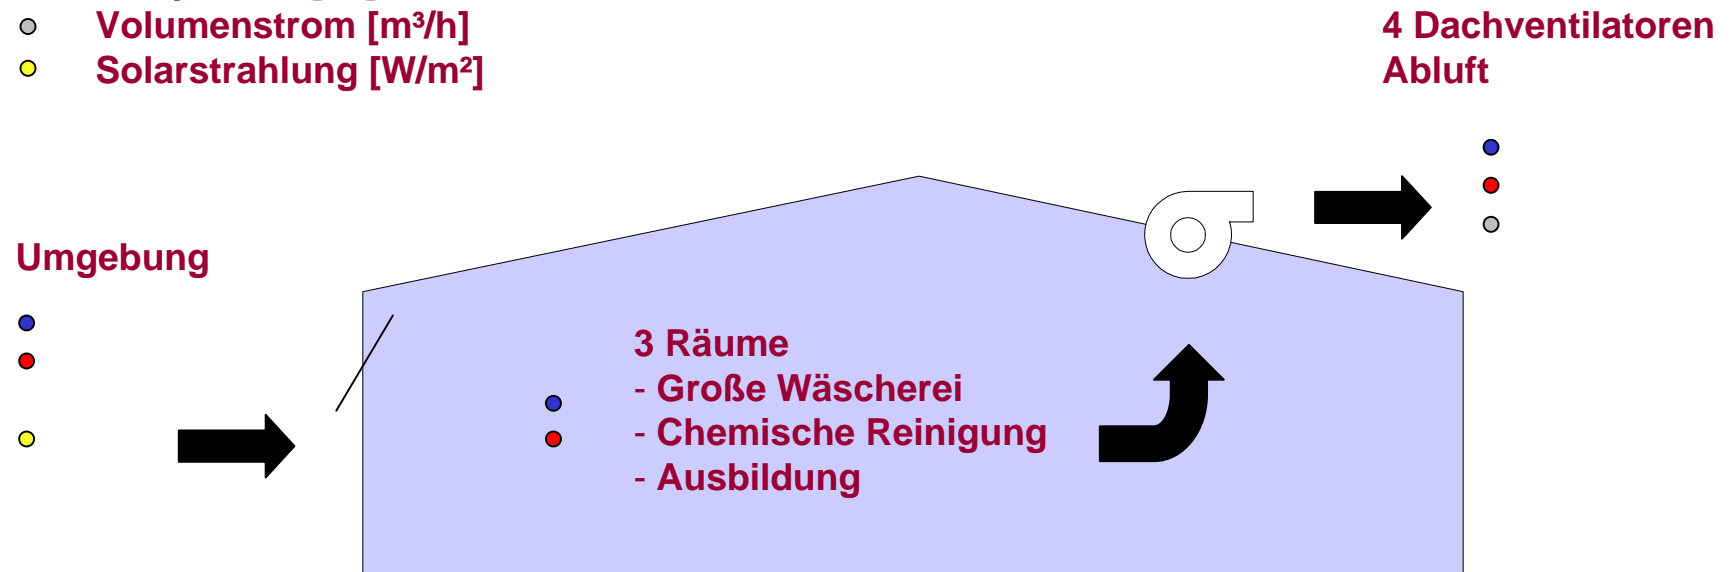 Volumenstrom [m³/h]
Solarstrahlung [W/m²]
4 Dachventilatoren
Abluft
Umgebung
3 Räume
- Große Wäscherei
- Chemische Reinigung
- Ausbildung